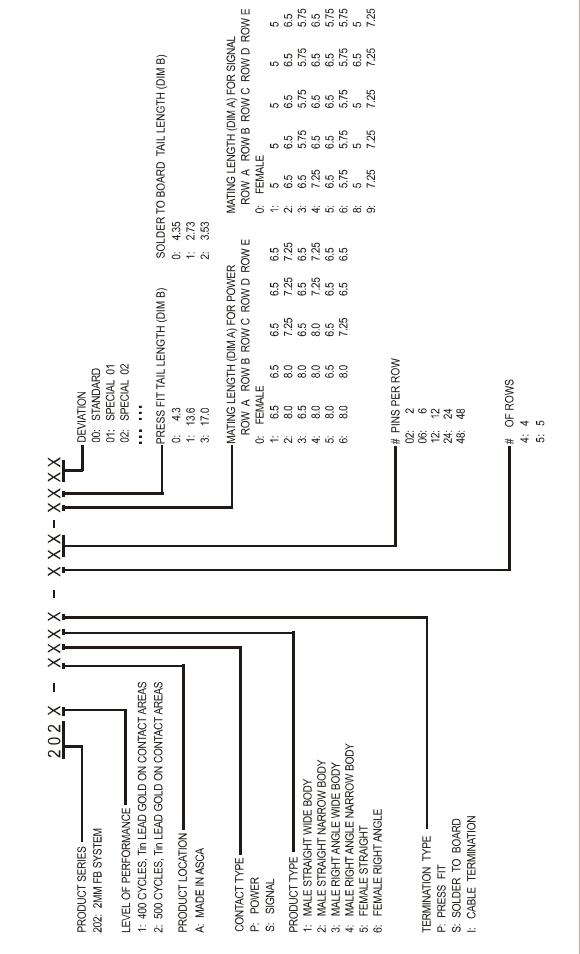 202 X - XXXX - XXX - XXXX
PRODUCT SERIES
202: 2MM FB SYSTEM
LEVEL OF PERFORMANCE
1: 400 CYCLES, Tin LEAD GOLD ON CONTACT AREAS
2: 500 CYCLES, Tin LEAD GOLD ON CONTACT AREAS
PRODUCT LOCATION
A: MADE IN ASCA
CONTACT TYPE
P: POWER
S: SIGNAL
PRODUCT TYPE
1: MALE STRAIGHT WIDE BODY
2: MALE STRAIGHT NARROW BODY
3: MALE RIGHT ANGLE WIDE BODY
4: MALE RIGHT ANGLE NARROW BODY
5: FEMALE STRAIGHT
6: FEMALE RIGHT ANGLE
TERMINATION TYPE
P: PRESS FIT
S: SOLDER TO BOARD
I: CABLE TERMINATION
DEVIATION
00: STANDARD
01: SPECIAL 01
02: SPECIAL 02
... ...
PRESS FIT TAIL LENGTH (DIM B)
0: 4.3
1: 13.6
3: 17.0
SOLDER TO BOARD TAIL LENGTH (DIM B)
0: 4.35
1: 2.73
2: 3.53
MATING LENGTH (DIM A) FOR POWER
ROW A ROW B ROW C ROW D ROW E
0: FEMALE
1: 6.5 6.5 6.5 6.5 6.5
2: 8.0 8.0 7.25 7.25 7.25
3: 6.5 6.5 6.5 6.5 6.5
4: 8.0 8.0 8.0 7.25 7.25
5: 8.0 8.0 6.5 6.5 6.5
6: 8.0 8.0 7.25 6.5 6.5
MATING LENGTH (DIM A) FOR SIGNAL
ROW A ROW B ROW C ROW D ROW E
0: FEMALE
1: 5 5 5 5 5
2: 6.5 6.5 6.5 6.5 6.5
3: 6.5 5.75 5.75 5.75 5.75
4: 7.25 6.5 6.5 6.5 6.5
5: 6.5 6.5 6.5 6.5 6.5
6: 5.75 5.75 5.75 5.75 5.75
8: 5 5 5 6.5 5
9: 7.25 7.25 7.25 7.25 7.25
# PINS PER ROW
02: 2
06: 6
12: 12
24: 24
48: 48
# OF ROWS
4: 4
5: 5